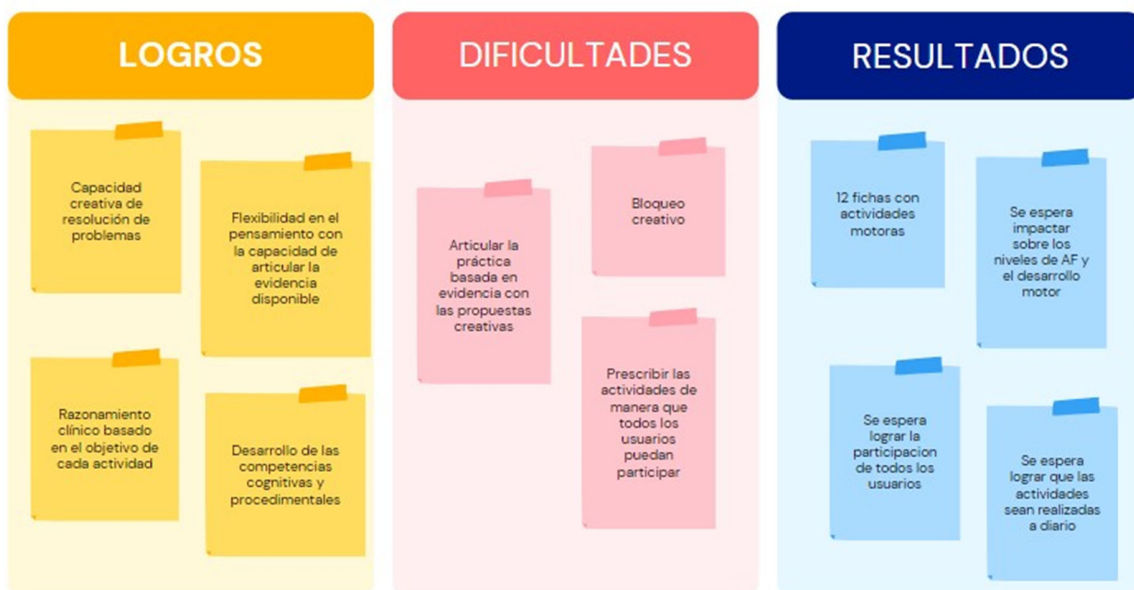 LOGROS
Capacidad
creativa de
resolución de
problemas
Flexibilidad en el
pensamiento con
la capacidad de
articular la
evidencia
disponible
Razonamiento
clínico basado
en el objetivo de
cada actividad
Desarrollo de las
competencias
cognitivas y
procedimentales
DIFICULTADES
Articular la
práctica
basada en
evidencia con
las propuestas
creativas
Bloqueo
creativo
Prescribir las
actividades de
manera que
todos los
usuarios
puedan
participar
RESULTADOS
12 fichas con
actividades
motoras
Se espera
impactar
sobre los
niveles de AF y
el desarrollo
motor
Se espera
lograr la
participacion
de todos los
usuarios
Se espera
lograr que las
actividades
sean realizadas
a diario